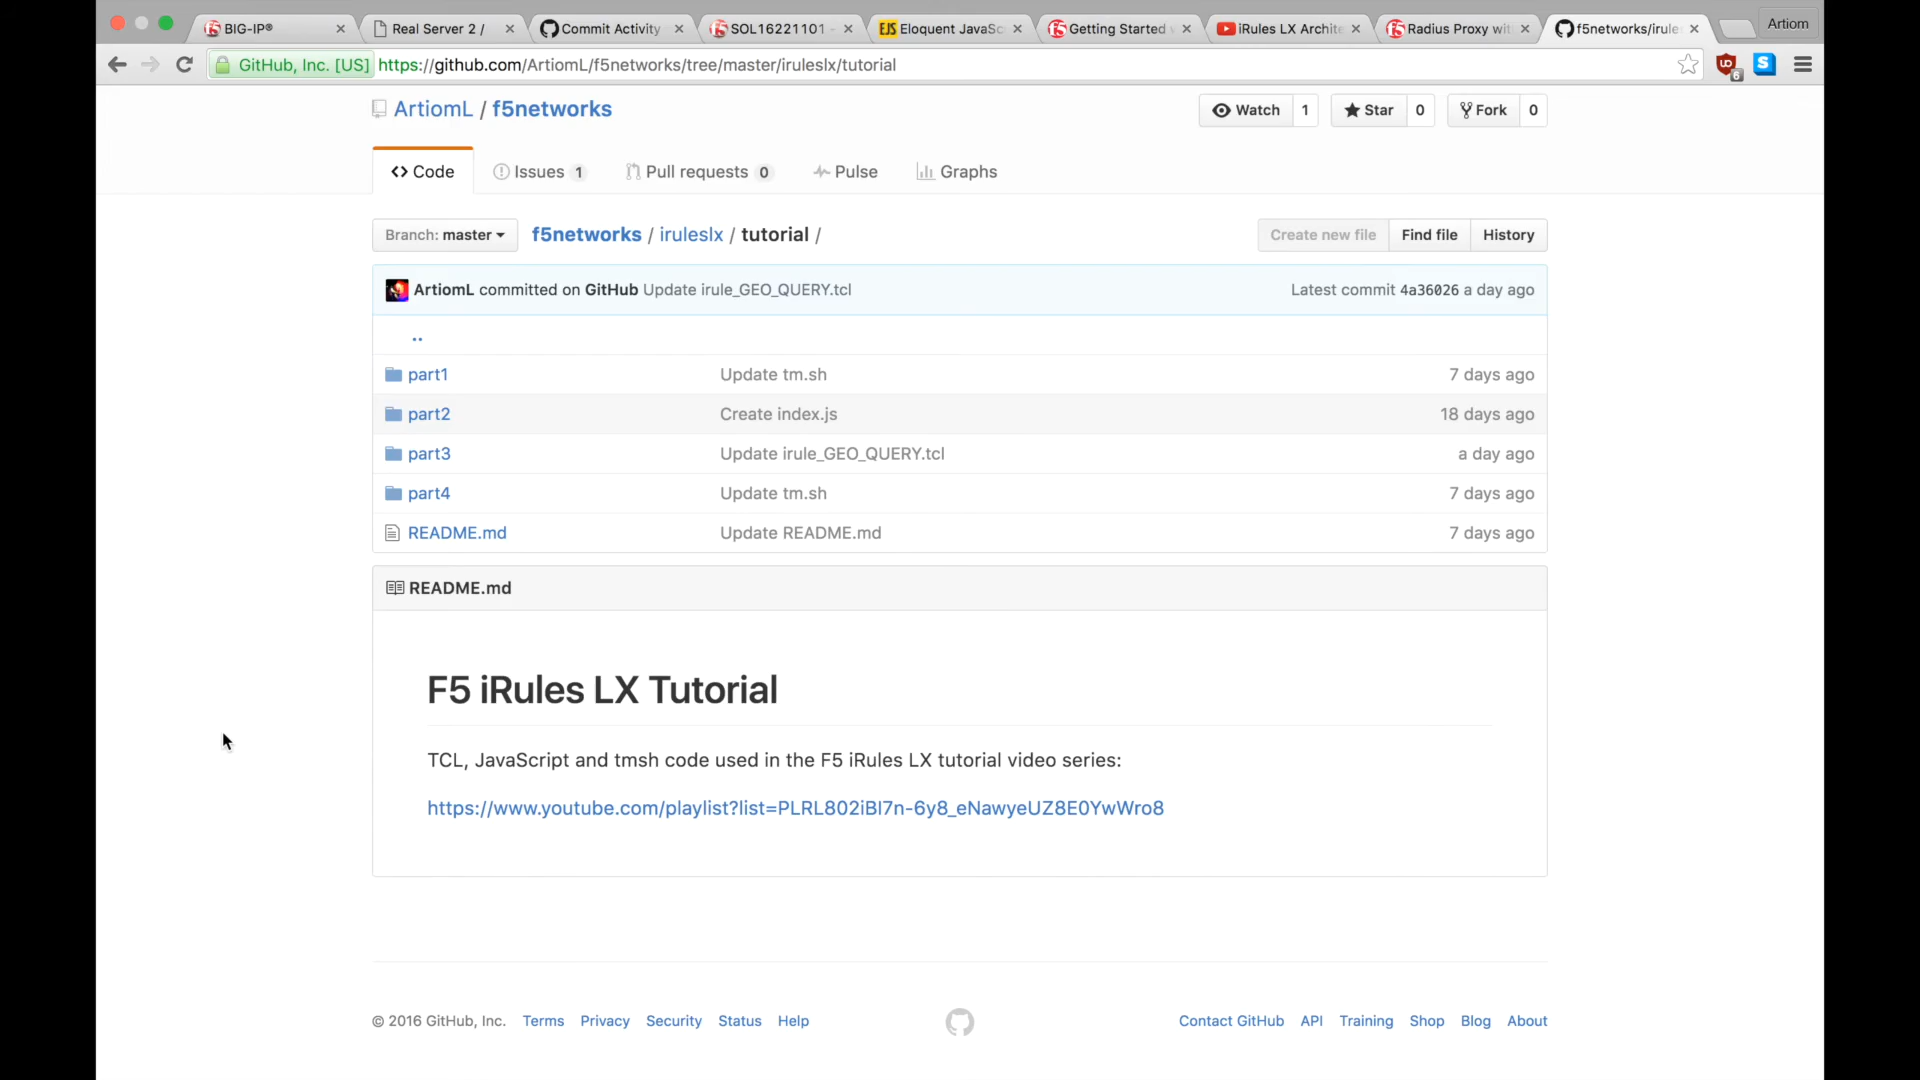 BIG-IP®
Real Server 2 /
Commit Activity
SOL16221101 -
Eloquent JavaSc
Getting Started
iRules LX Archite
Radius Proxy wit
f5networks/irules
Artiom
GitHub, Inc. [US] https://github.com/ArtiomL/f5networks/tree/master/iruleslx/tutorial
6
ArtiomL / f5networks
Watch 1
Star 0
Fork 0
Code
Issues 1
Pull requests 0
Pulse
Graphs
Branch: master
f5networks / iruleslx / tutorial /
Create new file
Find file
History
ArtiomL committed on GitHub Update irule_GEO_QUERY.tcl
Latest commit 4a36026 a day ago
..
part1 Update tm.sh 7 days ago
part2 Create index.js 18 days ago
part3 Update irule_GEO_QUERY.tcl a day ago
part4 Update tm.sh 7 days ago
README.md Update README.md 7 days ago
README.md
F5 iRules LX Tutorial
TCL, JavaScript and tmsh code used in the F5 iRules LX tutorial video series:
https://www.youtube.com/playlist?list=PLRL802iBI7n-6y8_eNawyeUZ8E0YwWro8
© 2016 GitHub, Inc. Terms Privacy Security Status Help
Contact GitHub API Training Shop Blog About